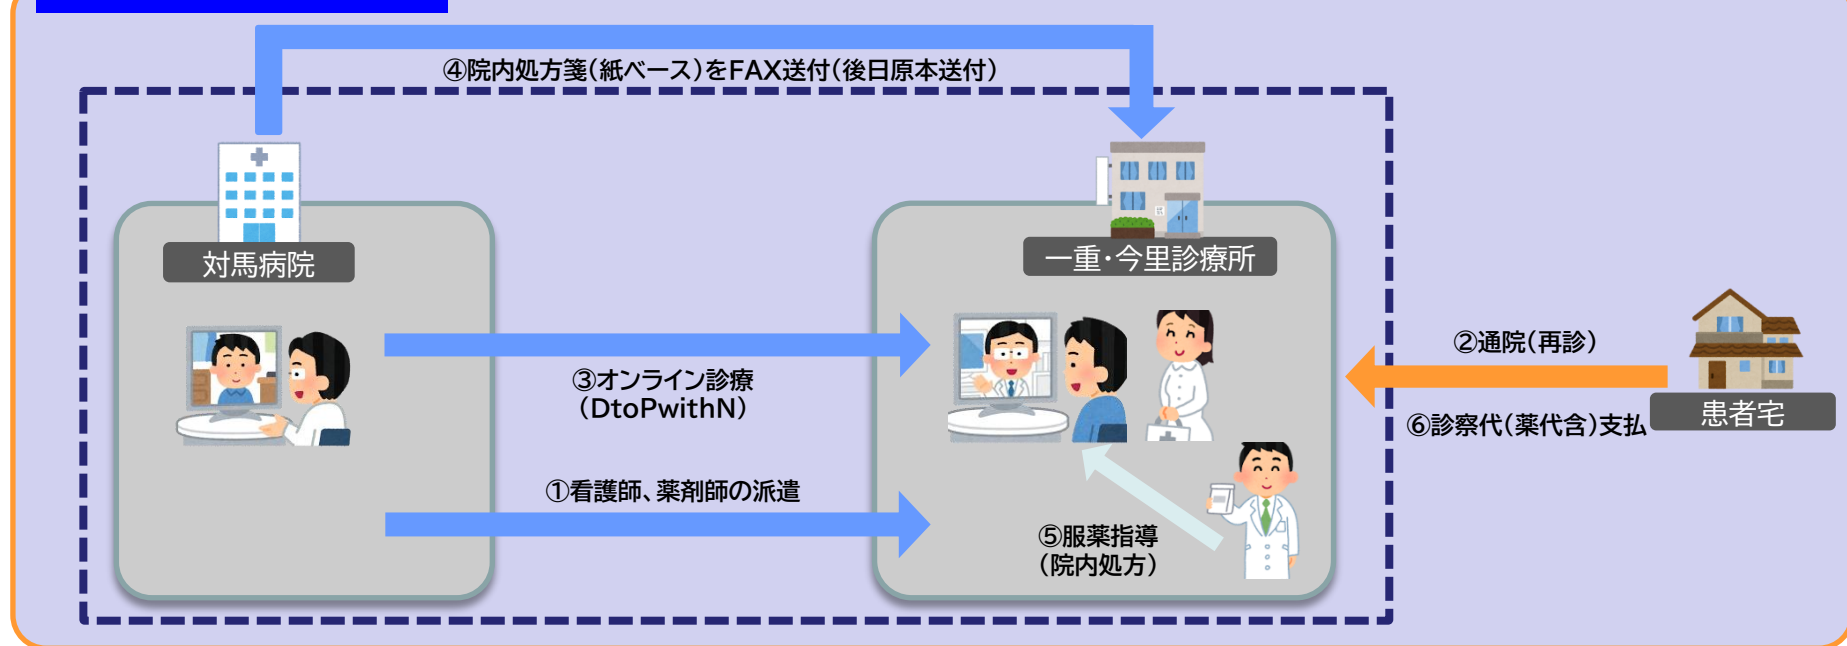 ④院内処方箋(紙ベース)をFAX送付(後日原本送付)
対馬病院
一重・今里診療所
③オンライン診療
(DtoPwithN)
①看護師、薬剤師の派遣
⑤服薬指導
(院内処方)
②通院(再診)
⑥診察代(薬代含)支払
患者宅